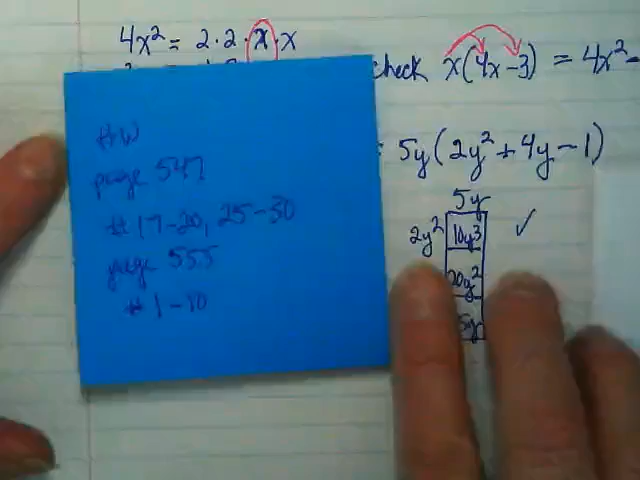 4x² = 2·2·x·x
check x(4x-3) = 4x²-
= 5y(2y²+4y-1)
5y
2y² 10y³ ✓
20y²
5y
HW
page 547
#17-20, 25-30
page 555
#1-10